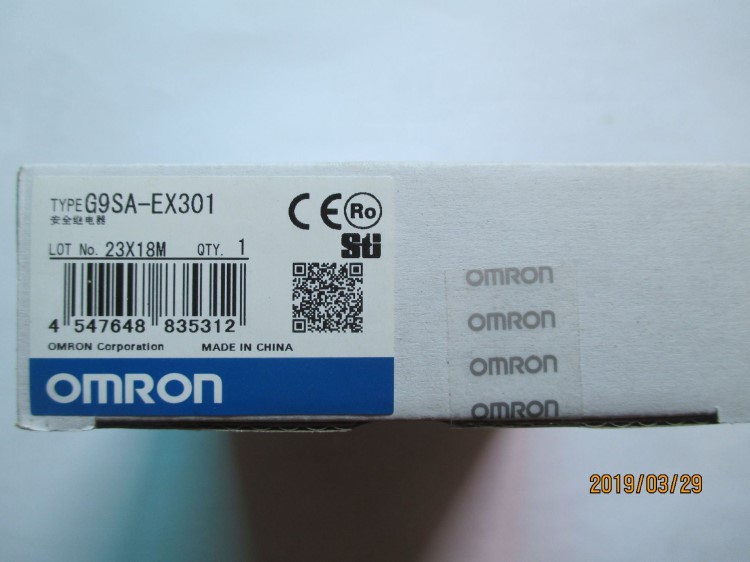 TYPE G9SA-EX301
安全继电器
LOT No. 23X18M QTY. 1
CE Ro
Sti
4 547648 835312
OMRON Corporation MADE IN CHINA
OMRON
OMRON
OMRON
OMRON
OMRON
2019/03/29